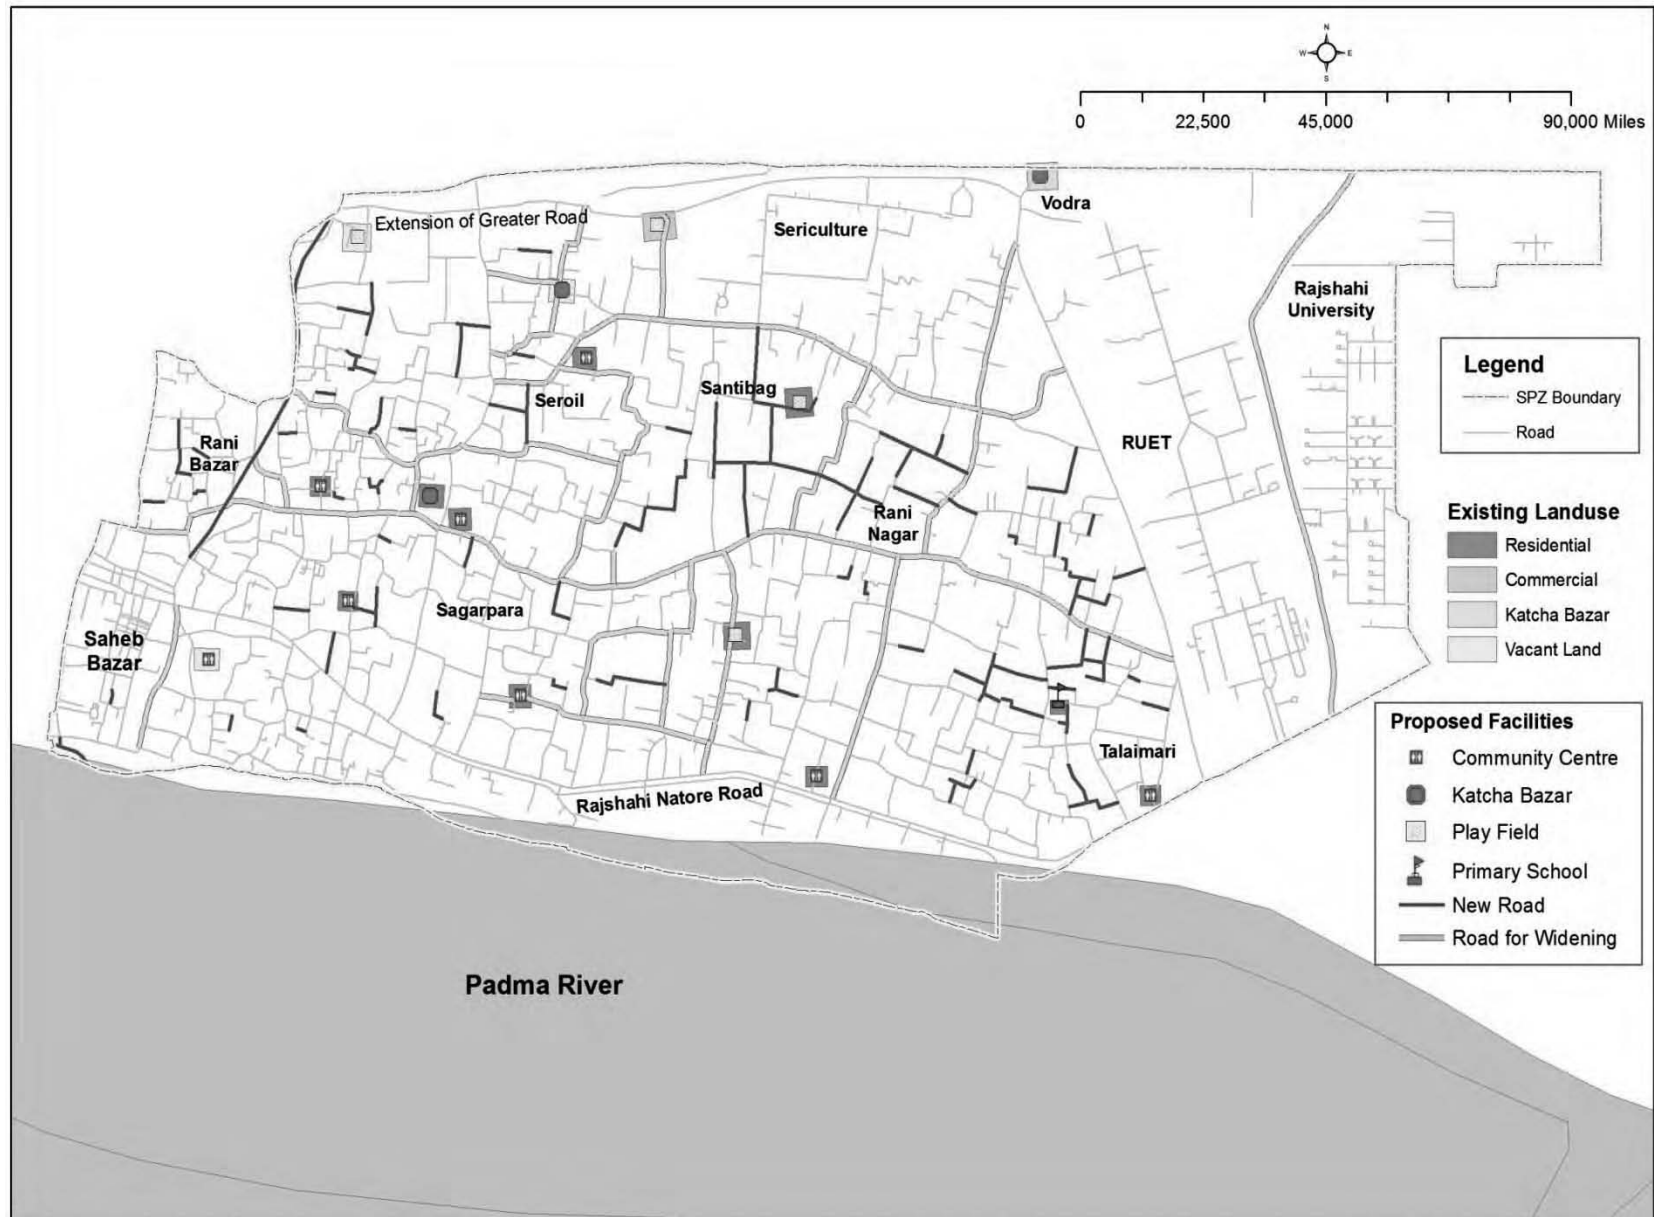 N
W E
S
0 22,500 45,000 90,000 Miles
Vodra
Extension of Greater Road
Sericulture
Rajshahi
University
Legend
SPZ Boundary
Road
Santibag
Seroil
Rani
Bazar
RUET
Rani
Nagar
Existing Landuse
Residential
Commercial
Katcha Bazar
Vacant Land
Sagarpara
Saheb
Bazar
Talaimari
Rajshahi Natore Road
Proposed Facilities
Community Centre
Katcha Bazar
Play Field
Primary School
New Road
Road for Widening
Padma River